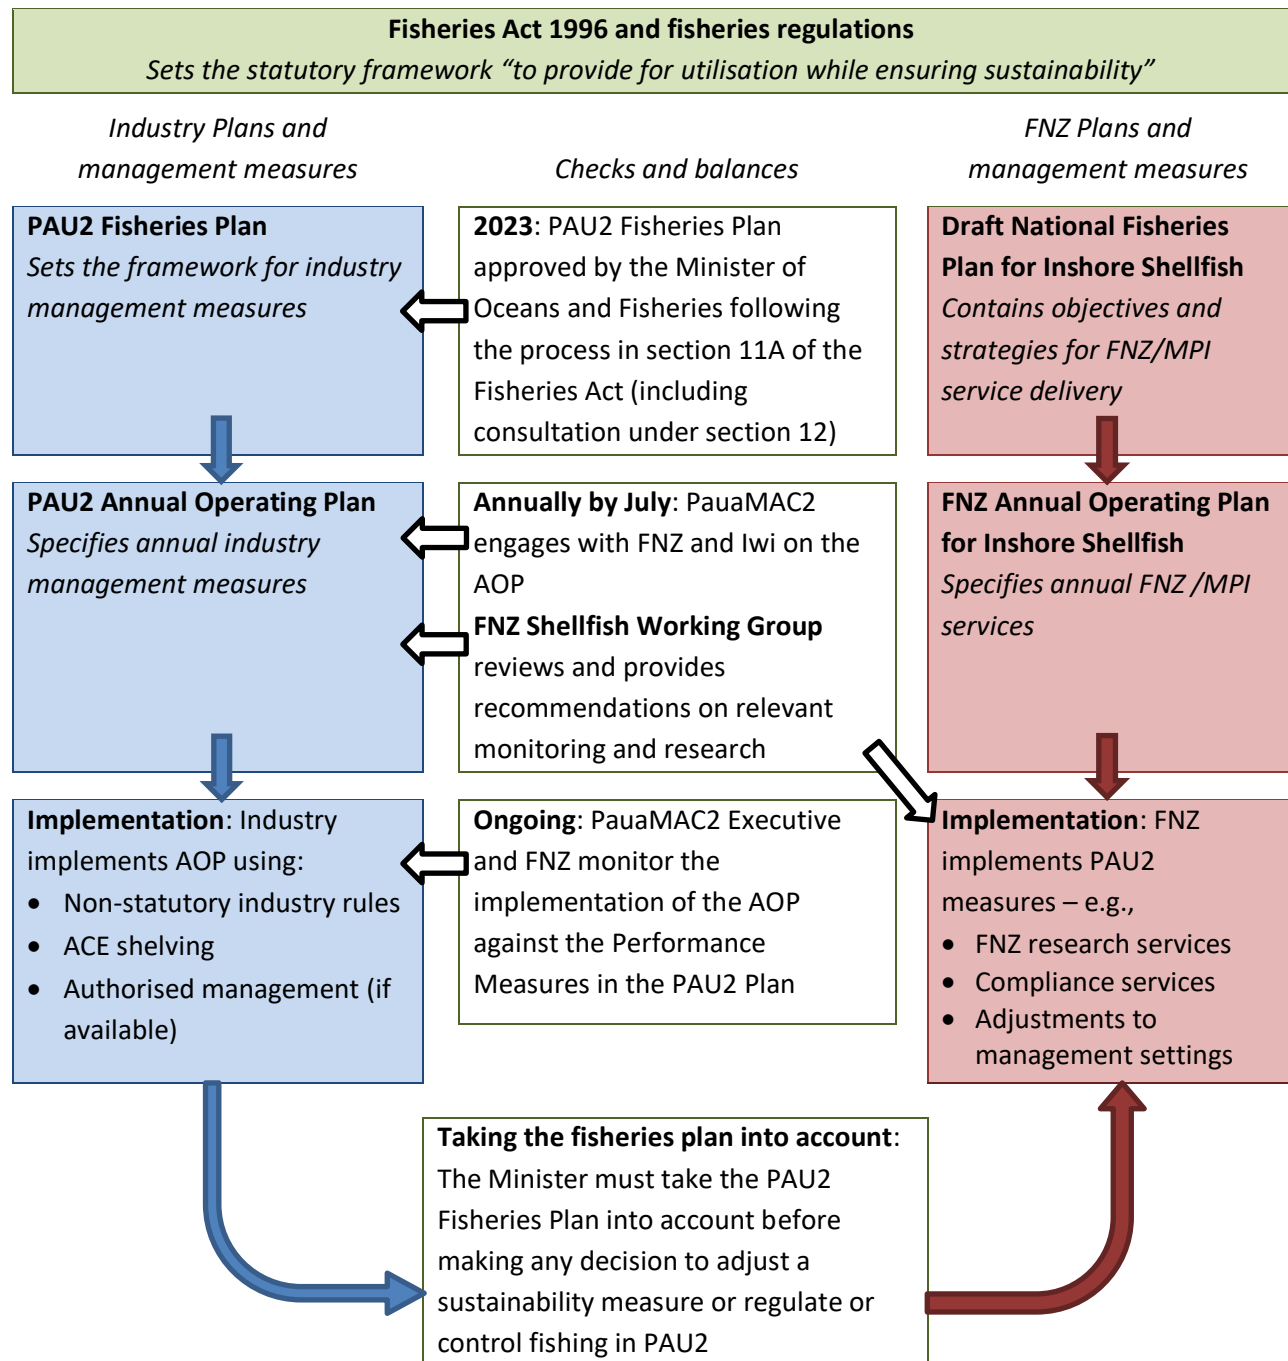 Fisheries Act 1996 and fisheries regulations
Sets the statutory framework “to provide for utilisation while ensuring sustainability”
Industry Plans and
management measures
Checks and balances
FNZ Plans and
management measures
PAU2 Fisheries Plan
Sets the framework for industry
management measures
2023: PAU2 Fisheries Plan
approved by the Minister of
Oceans and Fisheries following
the process in section 11A of the
Fisheries Act (including
consultation under section 12)
Draft National Fisheries
Plan for Inshore Shellfish
Contains objectives and
strategies for FNZ/MPI
service delivery
PAU2 Annual Operating Plan
Specifies annual industry
management measures
Annually by July: PauaMAC2
engages with FNZ and Iwi on the
AOP
FNZ Shellfish Working Group
reviews and provides
recommendations on relevant
monitoring and research
FNZ Annual Operating Plan
for Inshore Shellfish
Specifies annual FNZ /MPI
services
Implementation: Industry
implements AOP using:
• Non-statutory industry rules
• ACE shelving
• Authorised management (if
available)
Ongoing: PauaMAC2 Executive
and FNZ monitor the
implementation of the AOP
against the Performance
Measures in the PAU2 Plan
Implementation: FNZ
implements PAU2
measures – e.g.,
• FNZ research services
• Compliance services
• Adjustments to
management settings
Taking the fisheries plan into account:
The Minister must take the PAU2
Fisheries Plan into account before
making any decision to adjust a
sustainability measure or regulate or
control fishing in PAU2